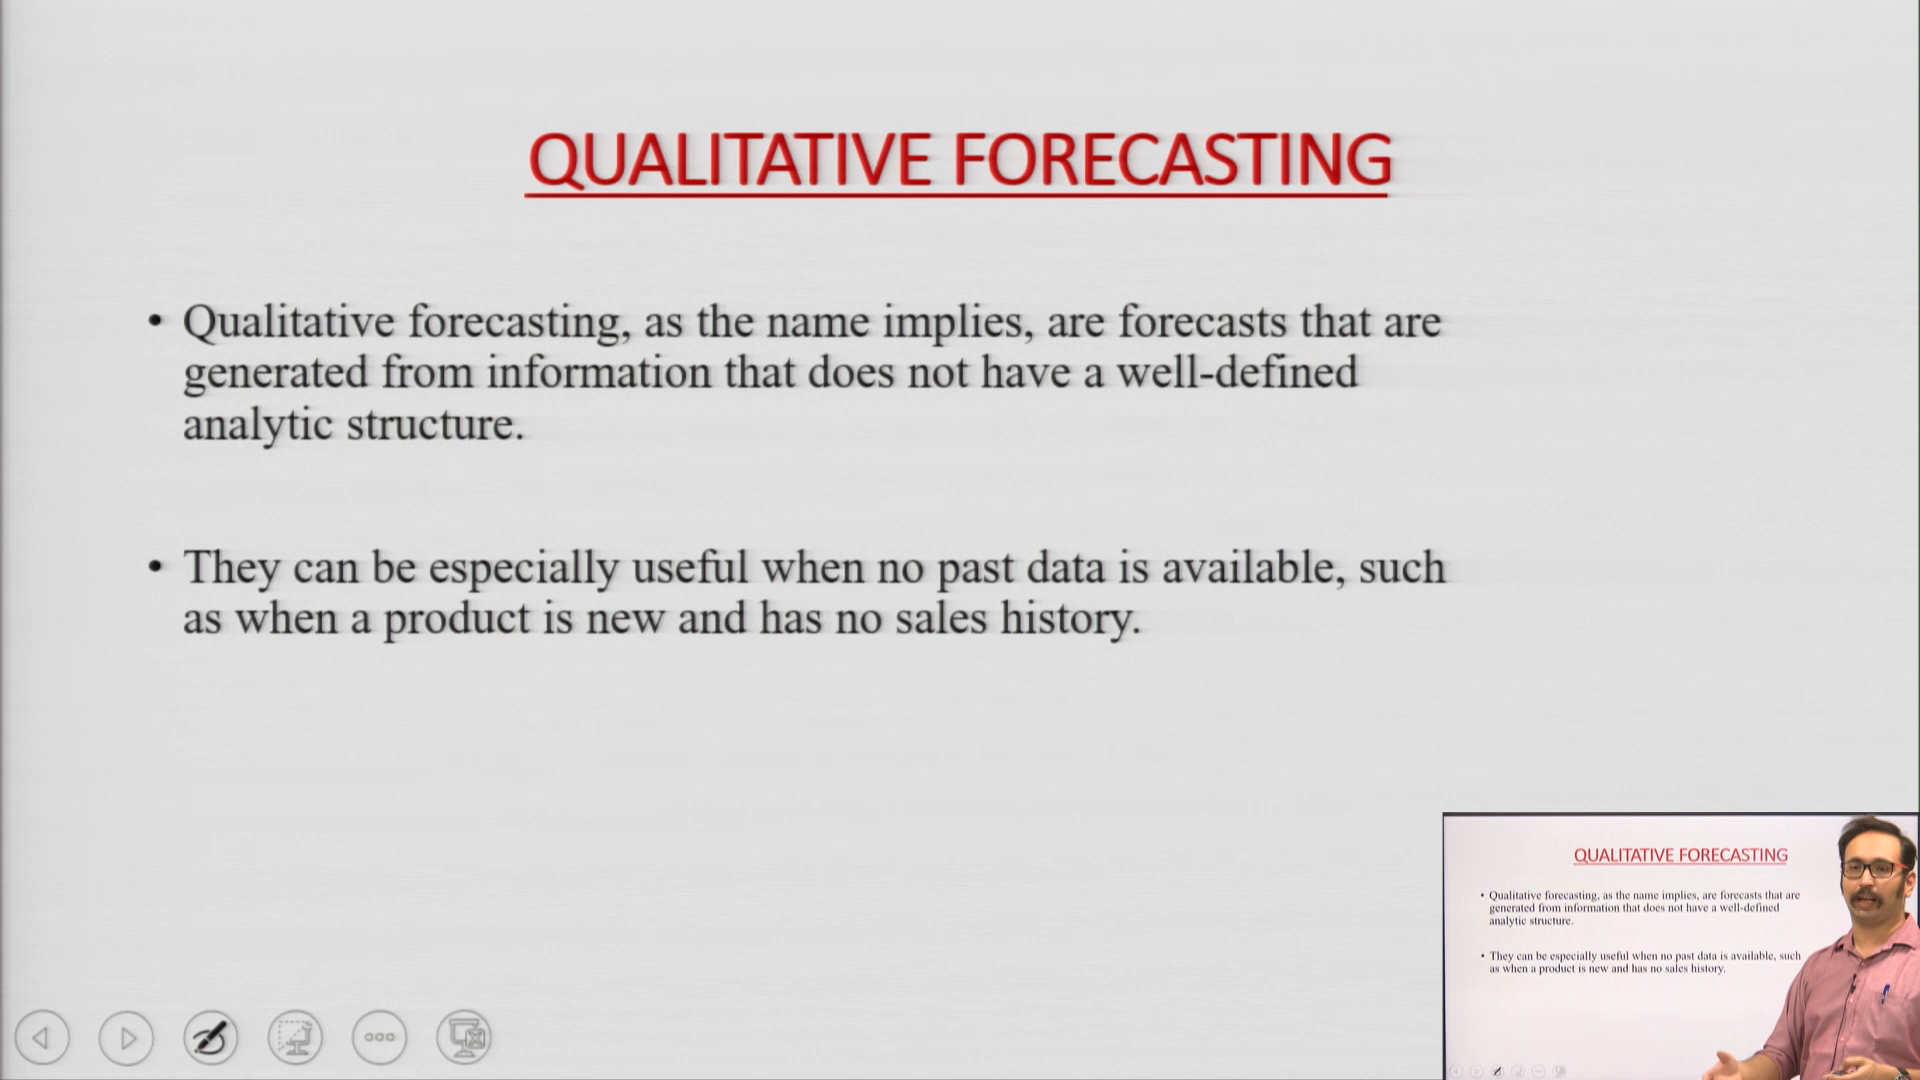 QUALITATIVE FORECASTING
• Qualitative forecasting, as the name implies, are forecasts that are
generated from information that does not have a well-defined
analytic structure.
• They can be especially useful when no past data is available, such
as when a product is new and has no sales history.
QUALITATIVE FORECASTING
• Qualitative forecasting, as the name implies, are forecasts that are
generated from information that does not have a well-defined
analytic structure.
• They can be especially useful when no past data is available, such
as when a product is new and has no sales history.